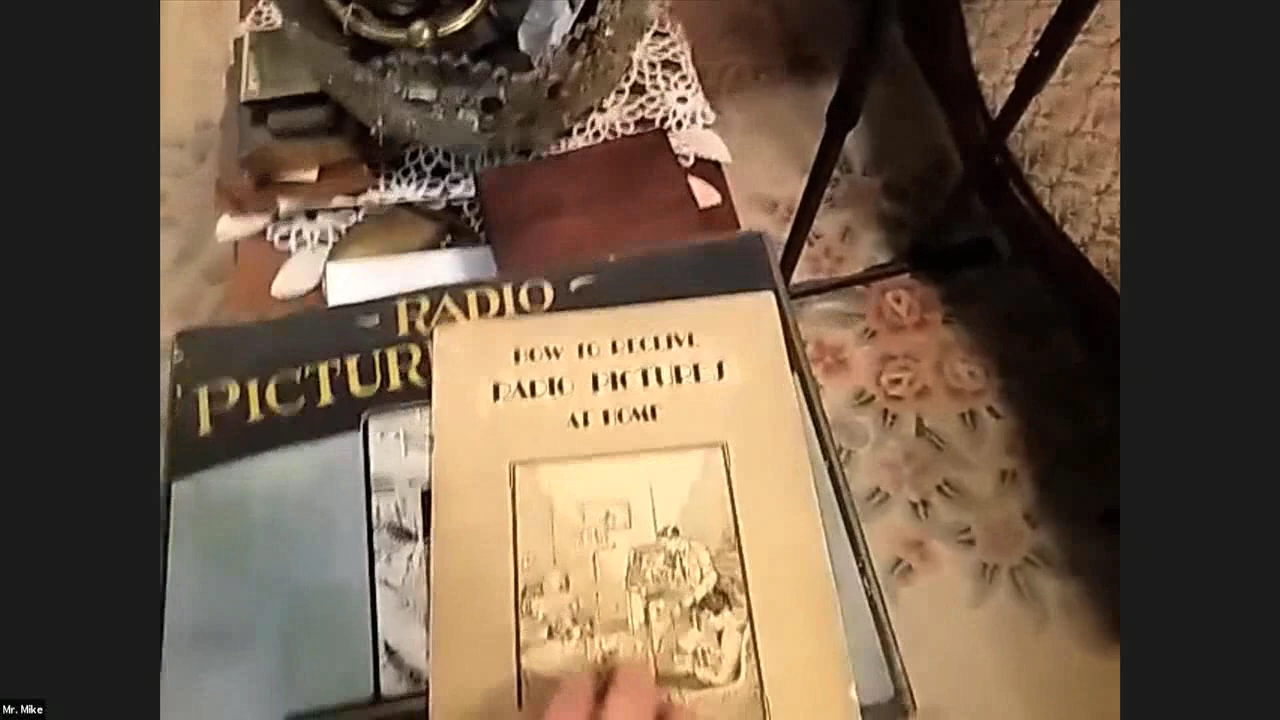 RADIO
PICTUR
HOW TO RECEIVE
RADIO PICTURES
AT HOME
Mr. Mike